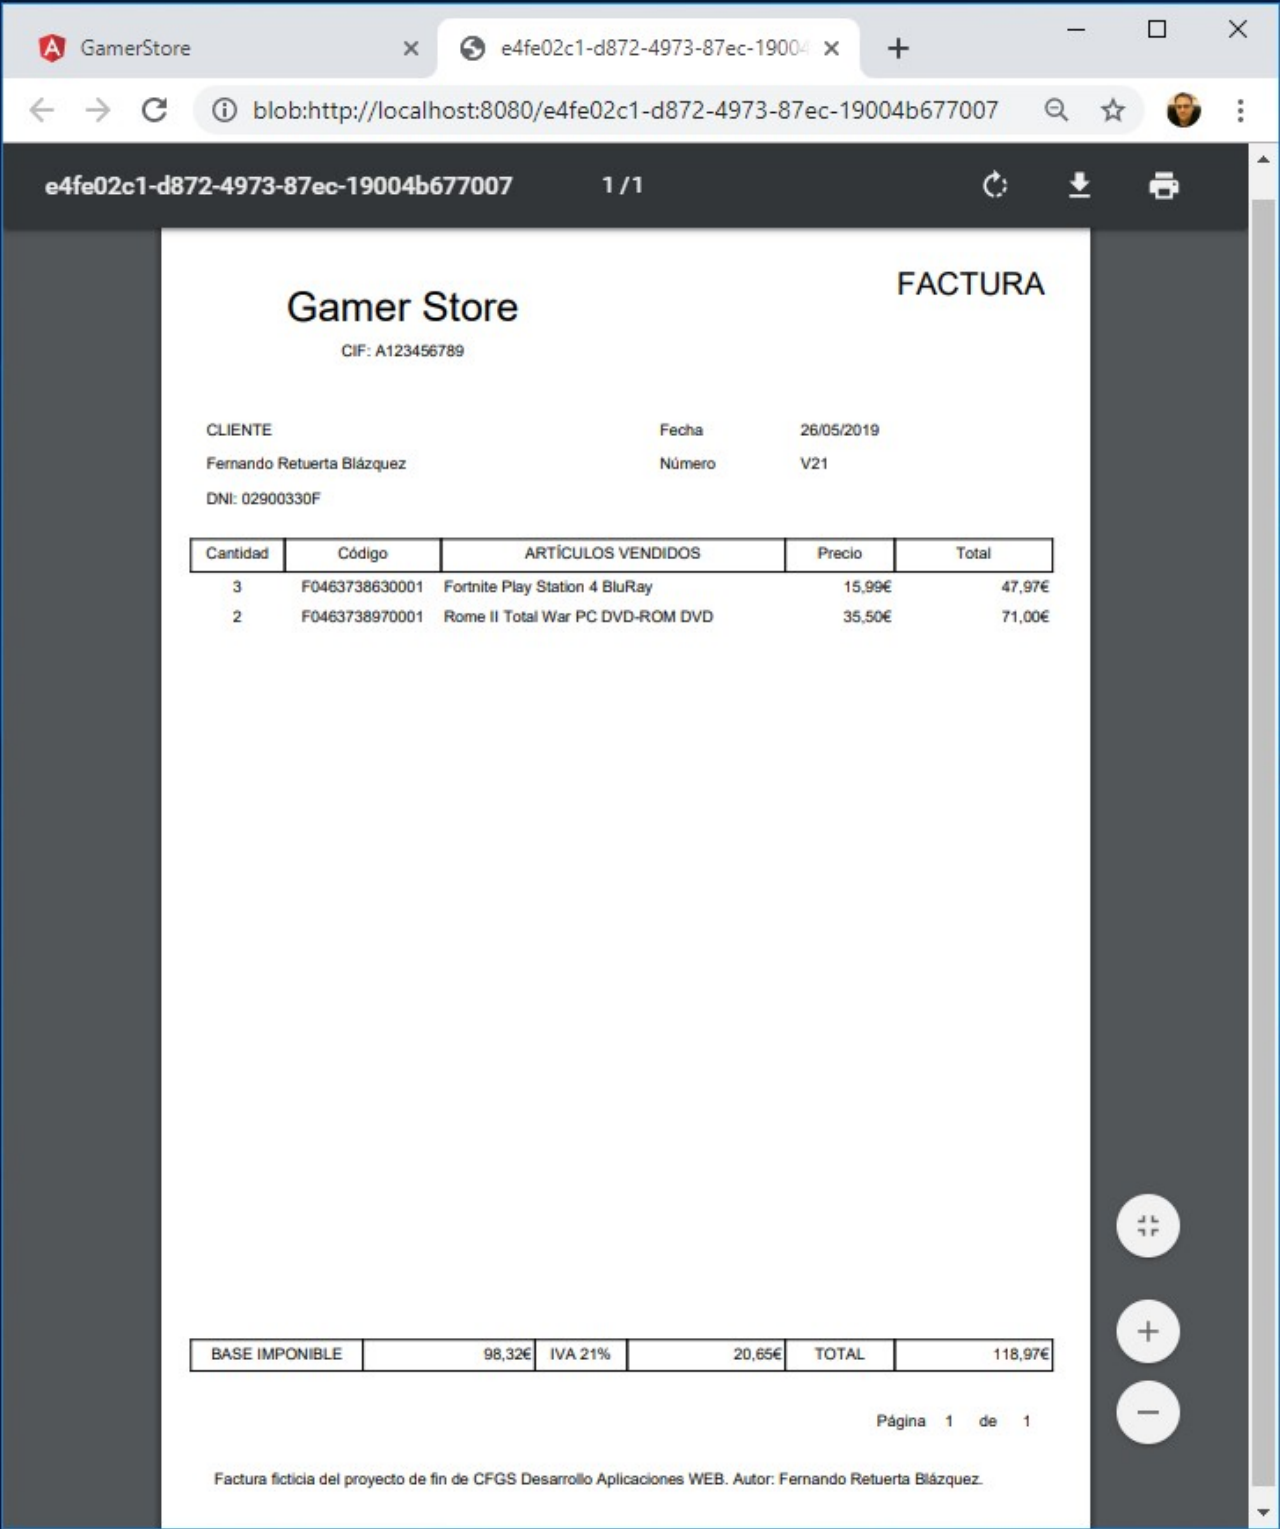 GamerStore
e4fe02c1-d872-4973-87ec-19004
blob:http://localhost:8080/e4fe02c1-d872-4973-87ec-19004b677007
e4fe02c1-d872-4973-87ec-19004b677007 1 / 1
FACTURA
Gamer Store
CIF: A123456789
CLIENTE Fecha 26/05/2019
Fernando Retuerta Blázquez Número V21
DNI: 02900330F
Cantidad Código ARTÍCULOS VENDIDOS Precio Total
3 F0463738630001 Fortnite Play Station 4 BluRay 15,99€ 47,97€
2 F0463738970001 Rome II Total War PC DVD-ROM DVD 35,50€ 71,00€
BASE IMPONIBLE 98,32€ IVA 21% 20,65€ TOTAL 118,97€
Página 1 de 1
Factura ficticia del proyecto de fin de CFGS Desarrollo Aplicaciones WEB. Autor: Fernando Retuerta Blázquez.